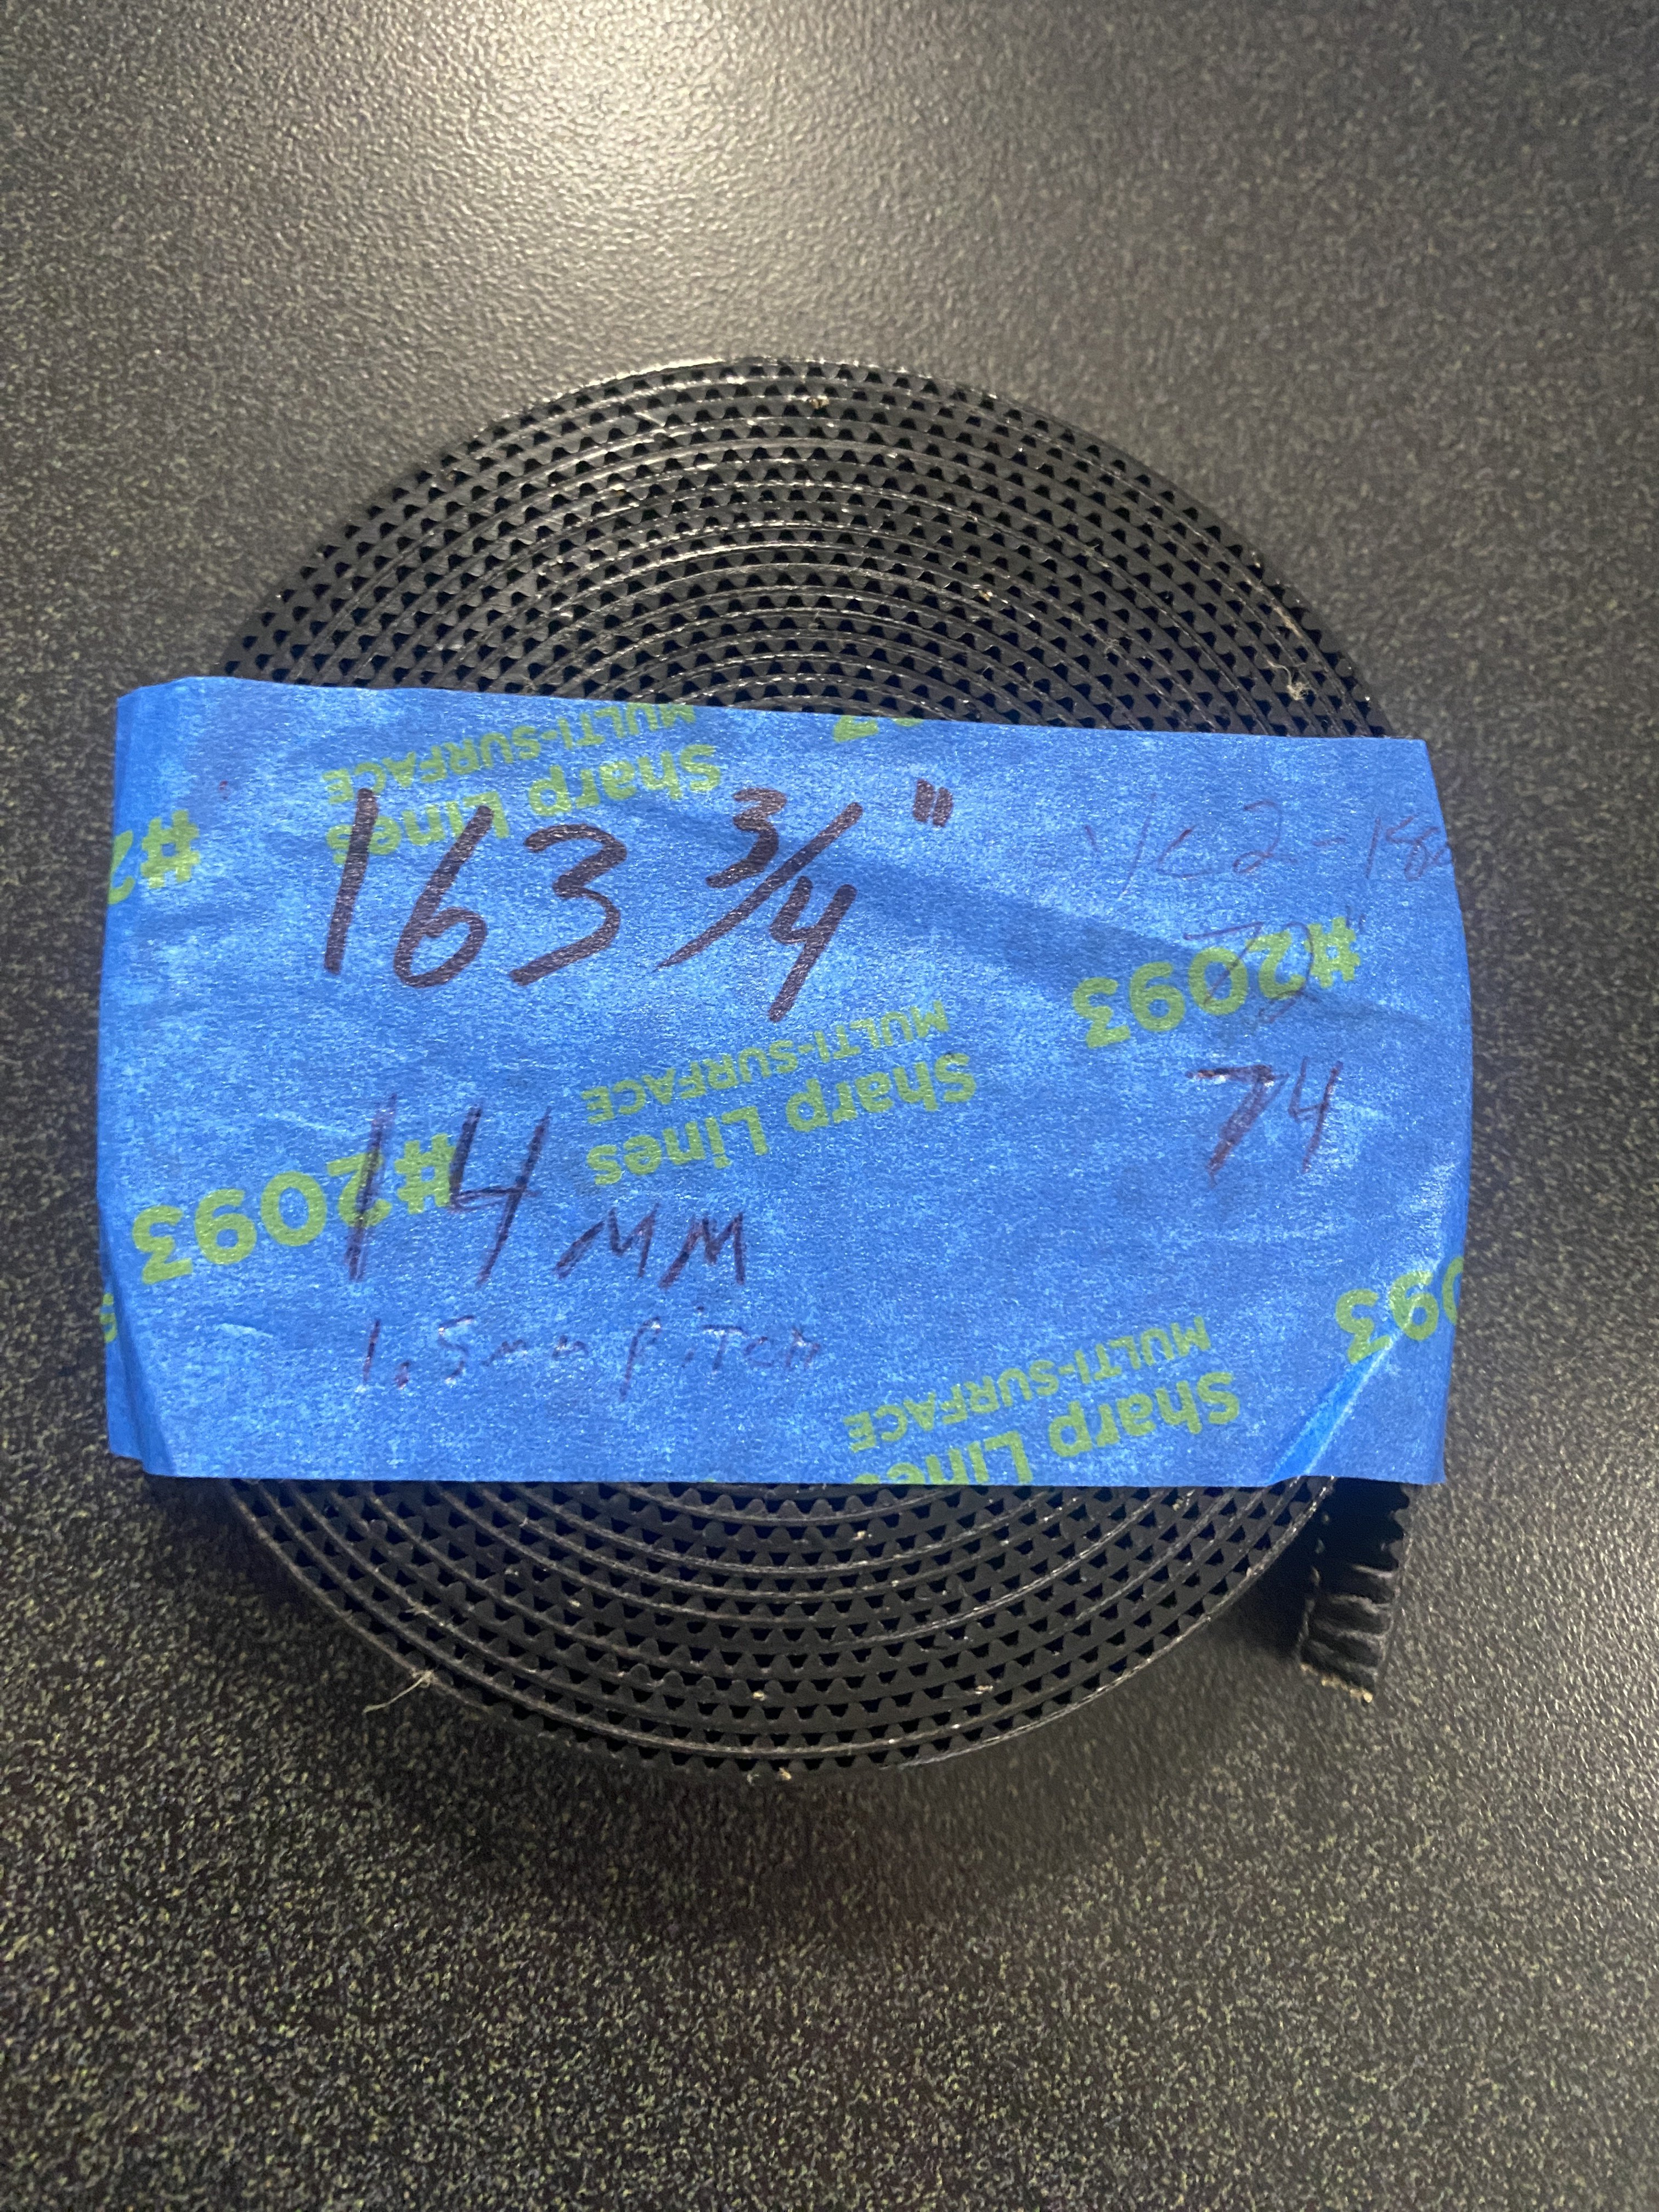 163 3/4"
74
14 MM
1.5mm PiTcH
#2093
Sharp Lines
MULTI-SURFACE
#2093
Sharp Lines
MULTI-SURFACE
#2093
Sharp Lines
MULTI-SURFACE